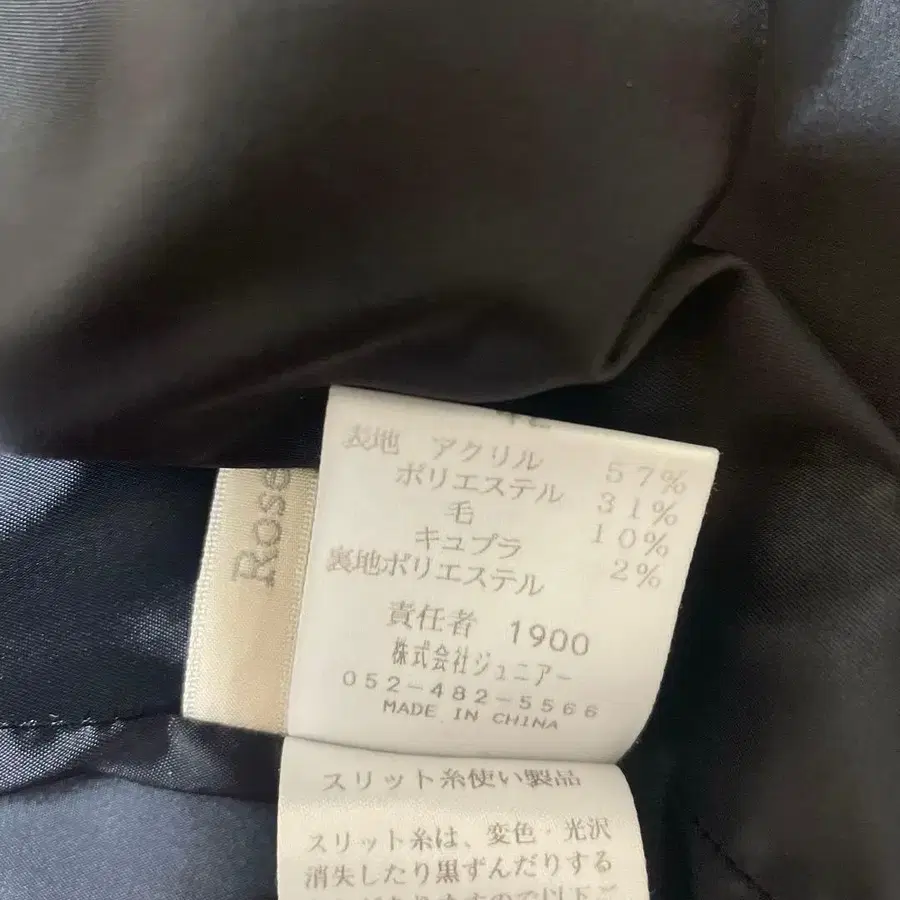 表地 アクリル 57%
ポリエステル 31%
毛 10%
キュプラ 2%
裏地ポリエステル
責任者 1900
株式会社ジュニアー
052-482-5566
MADE IN CHINA
Rose
スリット糸使い製品
スリット糸は、変色・光沢
消失したり黒ずんだりする